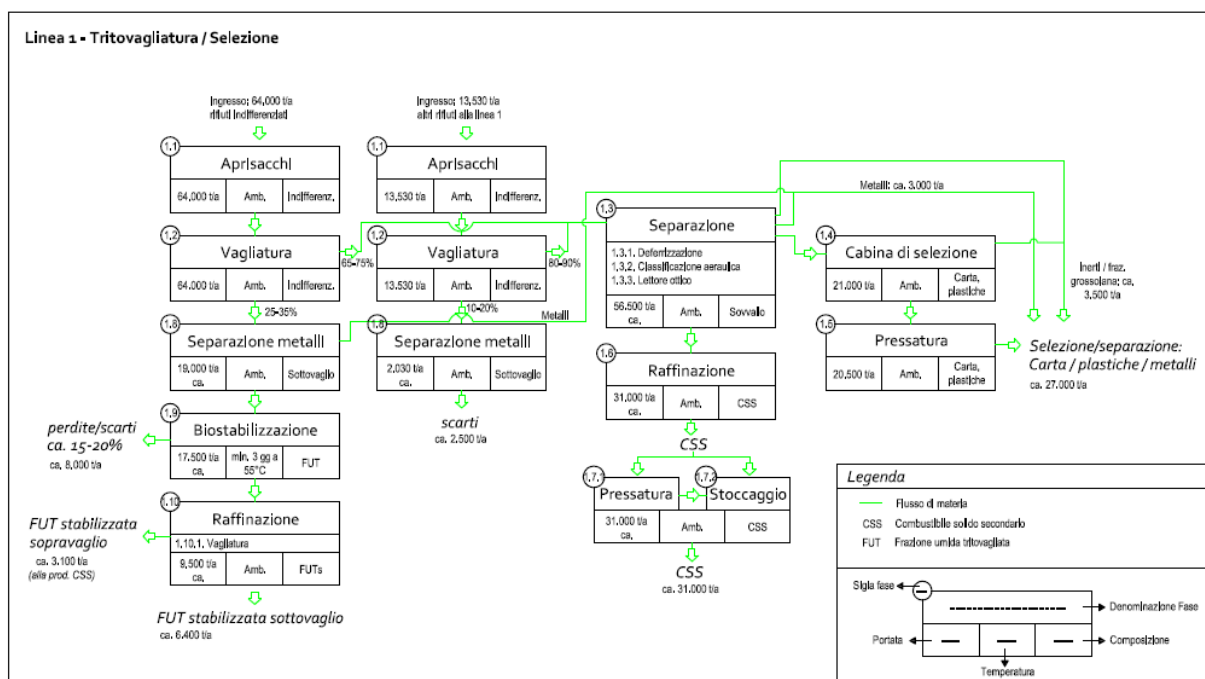 Linea 1 - Tritovagliatura / Selezione
Ingresso; 64,000 t/a
rifiuti indifferenziati
Ingresso; 13,530 t/a
altri rifiuti alla linea 1
1.1
Aprisacchi
64,000 t/a
Amb.
Indifferenz.
1.1
Aprisacchi
13,530 t/a
Amb.
Indifferenz.
1.2
Vagliatura
64.000 t/a
Amb.
Indifferenz.
65-75%
25-35%
1.2
Vagliatura
13.530 t/a
Amb.
Indifferenz.
80-90%
10-20%
Metalli
1.8
Separazione metalli
19,000 t/a
ca.
Amb.
Sottovaglio
1.8
Separazione metalli
2,030 t/a
ca.
Amb.
Sottovaglio
scarti
ca. 2.500 t/a
1.9
Biostabilizzazione
17.500 t/a
ca.
min. 3 gg a
55°C
FUT
perdite/scarti
ca. 15-20%
ca. 8,000 t/a
1.10
Raffinazione
1.10.1. Vagliatura
9,500 t/a
ca.
Amb.
FUTs
FUT stabilizzata
sopravaglio
ca. 3.100 t/a
(alla prod. CSS)
FUT stabilizzata sottovaglio
ca. 6.400 t/a
1.3
Separazione
1.3.1. Deferrizzazione
1.3.2. Classificazione aeraulica
1.3.3. Lettore ottico
56.500 t/a
ca.
Amb.
Sovvallo
1.6
Raffinazione
31,000 t/a
ca.
Amb.
CSS
CSS
1.7.1
Pressatura
1.7.2
Stoccaggio
31.000 t/a
ca.
Amb.
CSS
CSS
ca. 31.000 t/a
Metalli: ca. 3.000 t/a
1.4
Cabina di selezione
21.000 t/a
Amb.
Carta,
plastiche
1.5
Pressatura
20,500 t/a
Amb.
Carta,
plastiche
Inerti / fraz.
grossolana; ca.
3,500 t/a
Selezione/separazione:
Carta / plastiche / metalli
ca. 27.000 t/a
Legenda
Flusso di materia
CSS Combustibile solido secondario
FUT Frazione umida tritovagliata
Sigla fase
Denominazione Fase
Portata
Composizione
Temperatura